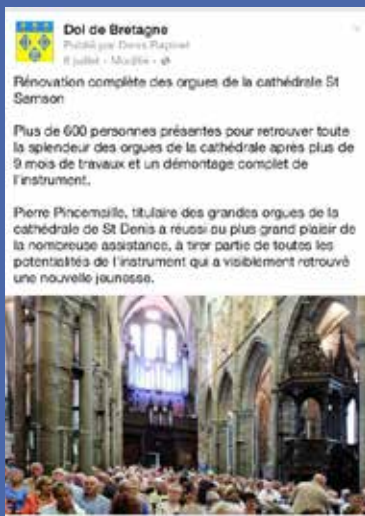 Dol de Bretagne
Publié par Denis
6 juillet · Modifié ·
Rénovation complète des orgues de la cathédrale St
Samson
Plus de 600 personnes présentes pour retrouver toute
la splendeur des orgues de la cathédrale après plus de
9 mois de travaux et un démontage complet de
l'instrument.
Pierre Pincemaille, titulaire des grandes orgues de la
cathédrale de St Denis a réussi au plus grand plaisir de
la nombreuse assistance, à tirer partie de toutes les
potentialités de l'instrument qui a visiblement retrouvé
une nouvelle jeunesse.